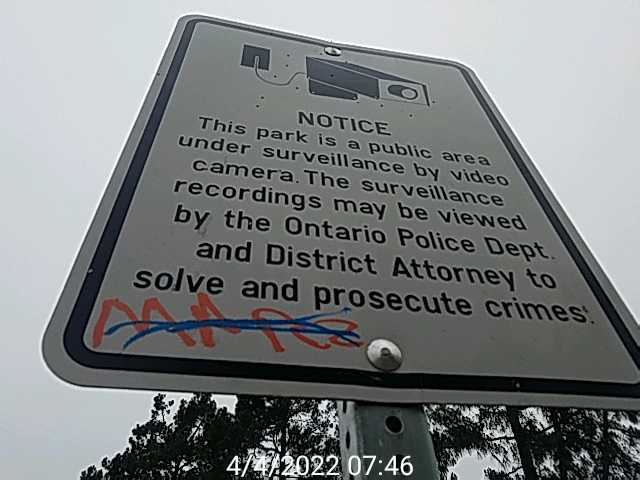 NOTICE
This park is a public area
under surveillance by video
camera. The surveillance
recordings may be viewed
by the Ontario Police Dept.
and District Attorney to
solve and prosecute crimes.
4/4/2022 07:46